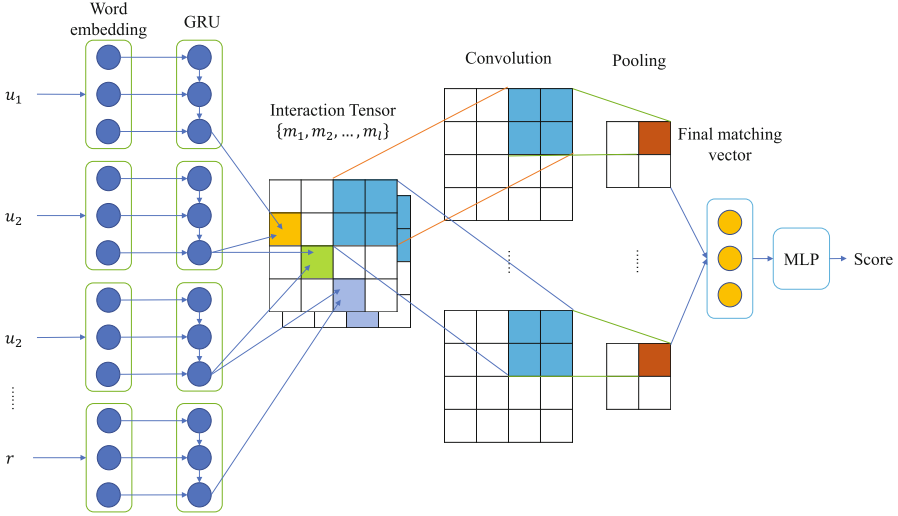 Word
embedding
GRU
Convolution
Pooling
u₁
Interaction Tensor
{m₁, m₂, ..., mₗ}
Final matching
vector
u₂
MLP
Score
u₂
......
......
......
r